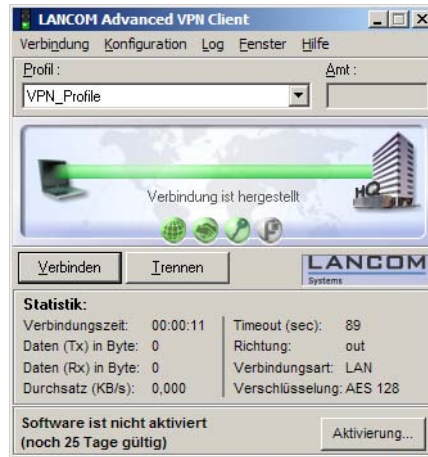 LANCOM Advanced VPN Client
Verbindung Konfiguration Log Fenster Hilfe
Profil : Amt :
VPN_Profile
Verbindung ist hergestellt
HQ
Verbinden Trennen LANCOM
Systems
Statistik:
Verbindungszeit: 00:00:11 Timeout (sec): 89
Daten (Tx) in Byte: 0 Richtung: out
Daten (Rx) in Byte: 0 Verbindungsart: LAN
Durchsatz (KB/s): 0,000 Verschlüsselung: AES 128
Software ist nicht aktiviert
(noch 25 Tage gültig) Aktivierung...